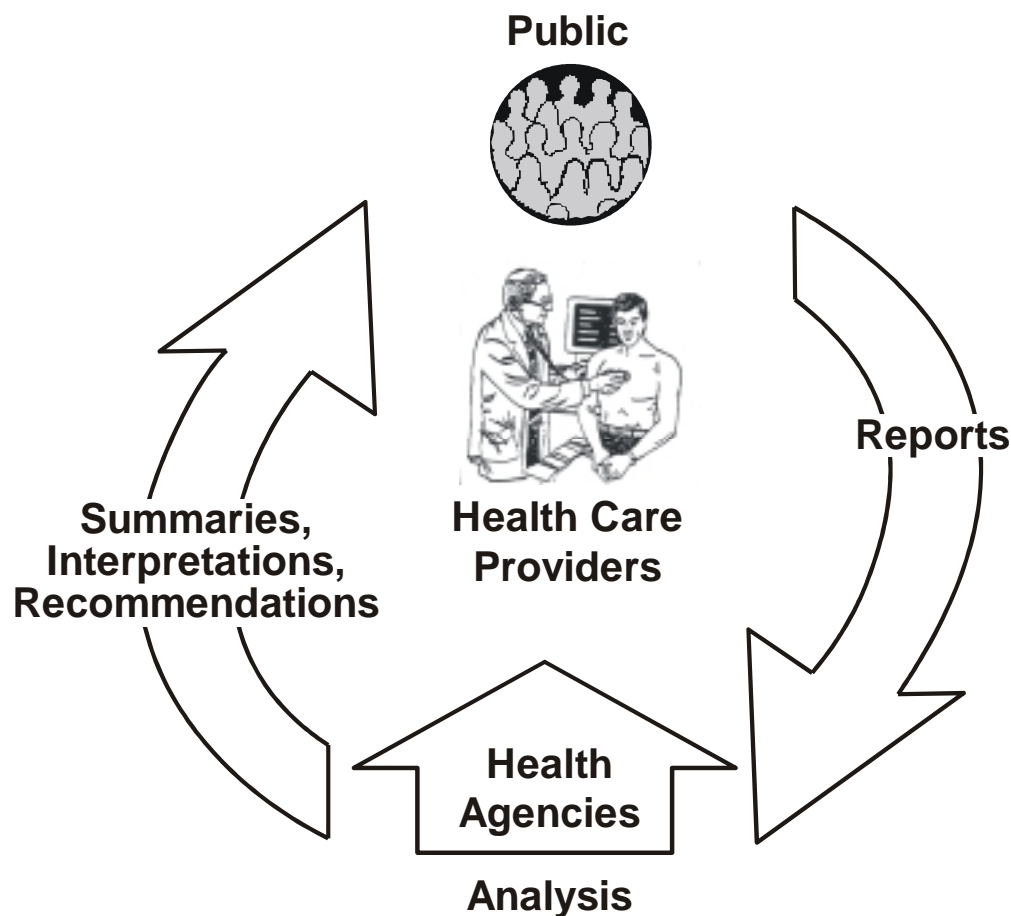 Public
Reports
Summaries,
Interpretations,
Recommendations
Health Care
Providers
Health
Agencies
Analysis